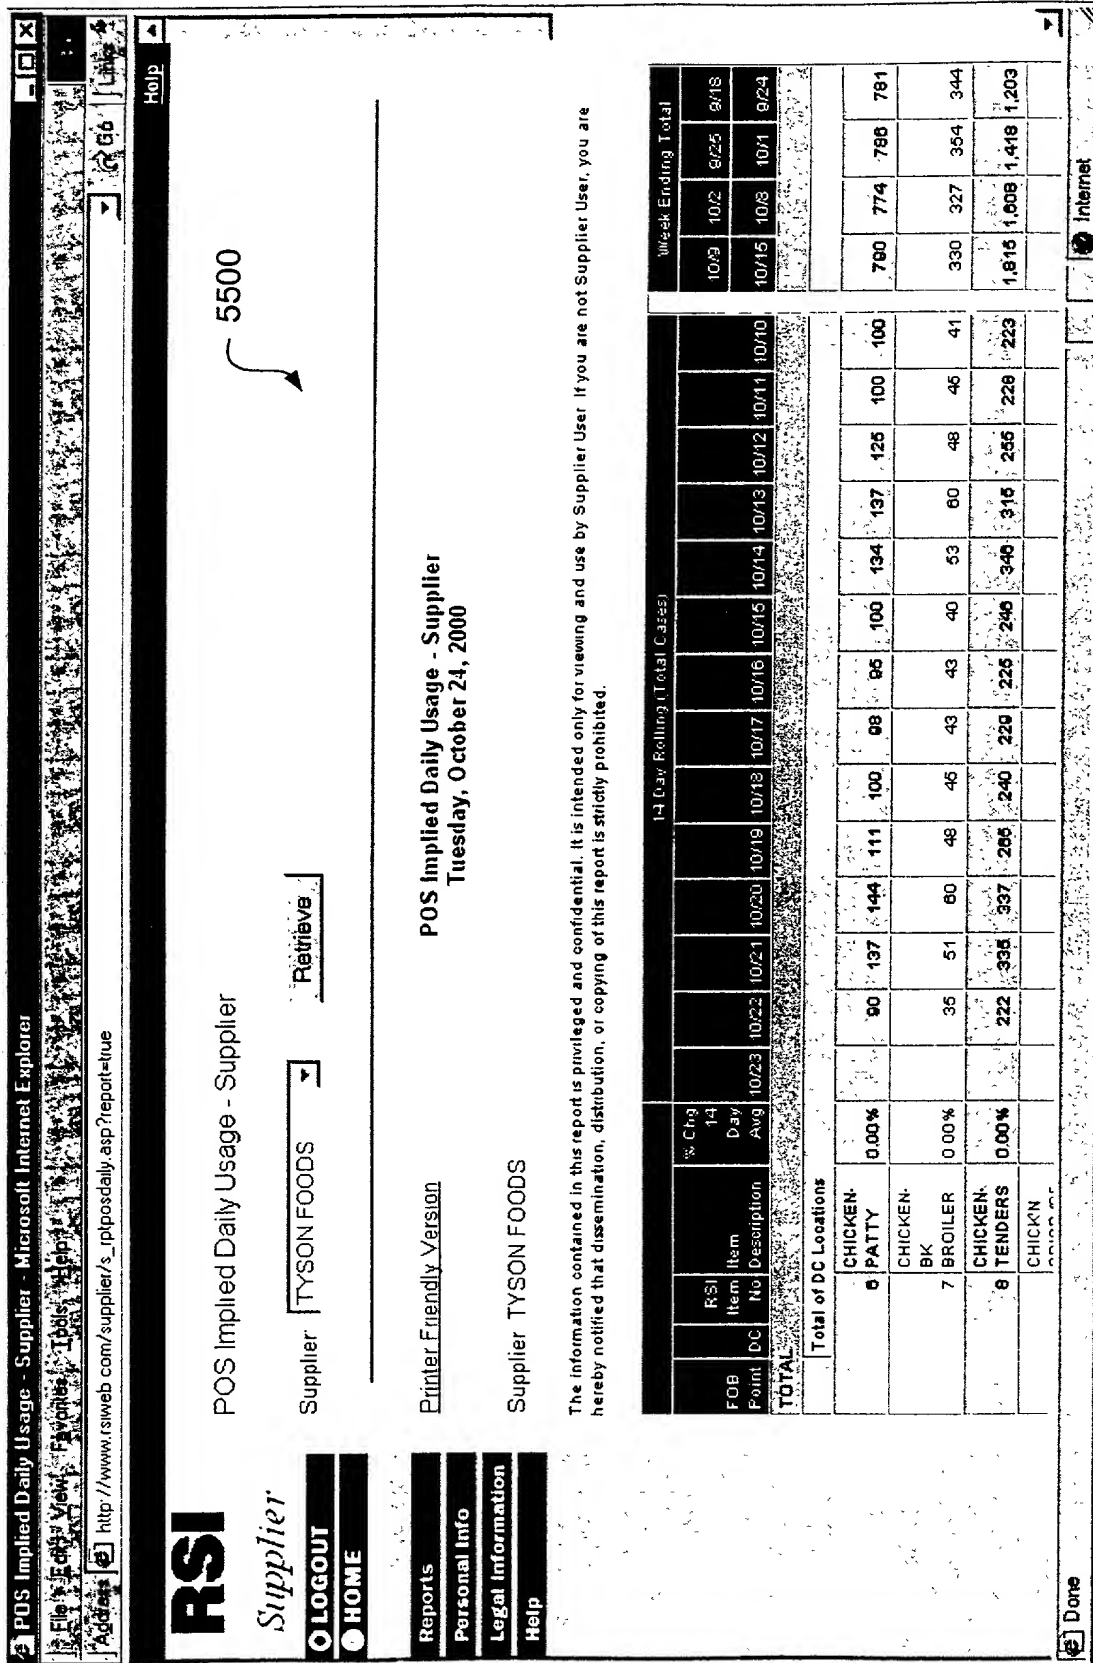 POS Implied Daily Usage - Supplier - Microsoft Internet Explorer
File Edit View Favorites Tools Help
Address http://www.rsiweb com/supplier/s_rptposdaily.asp?report=true Go Links
Help
RSI
Supplier
LOGOUT
HOME
Reports
Personal Info
Legal Information
Help
POS Implied Daily Usage - Supplier
5500
Supplier TYSON FOODS Retrieve
Printer Friendly Version
POS Implied Daily Usage - Supplier
Tuesday, October 24, 2000
Supplier TYSON FOODS
The information contained in this report is privileged and confidential. It is intended only for viewing and use by Supplier User If you are not Supplier User, you are
hereby notified that dissemination, distribution, or copying of this report is strictly prohibited.
14 Day Rolling (Total Cases) Week Ending Total
FOB Point DC RSI Item No Item Description % Chg 14 Day Avg 10/23 10/22 10/21 10/20 10/19 10/18 10/17 10/16 10/15 10/14 10/13 10/12 10/11 10/10
10/9 10/2 9/25 9/18
10/15 10/8 10/1 9/24
TOTAL
Total of DC Locations
6 CHICKEN- PATTY 0.00% 90 137 144 111 100 98 95 100 134 137 125 100 100 790 774 786 781
7 CHICKEN- BK BROILER 0 00% 35 51 60 48 45 43 43 40 53 60 48 45 41 330 327 354 344
8 CHICKEN- TENDERS 0.00% 222 335 337 265 240 229 225 246 346 315 255 228 223 1,815 1,608 1,418 1,203
CHICK'N
Done Internet